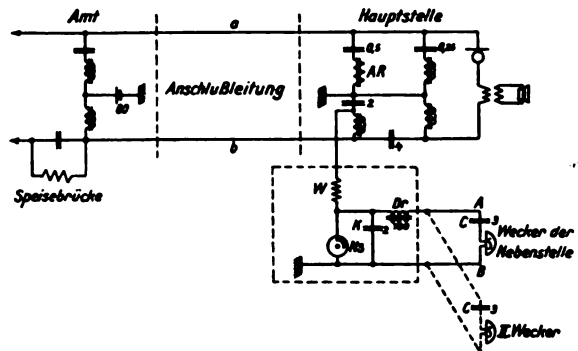 Amt
a
Hauptstelle
0,5
0,25
AR
Anschlußleitung
60
2
b
4
Speisebrücke
W
Dr
A
K
2
C 3
Wecker der
Nebenstelle
Ks
B
C 3
II. Wecker